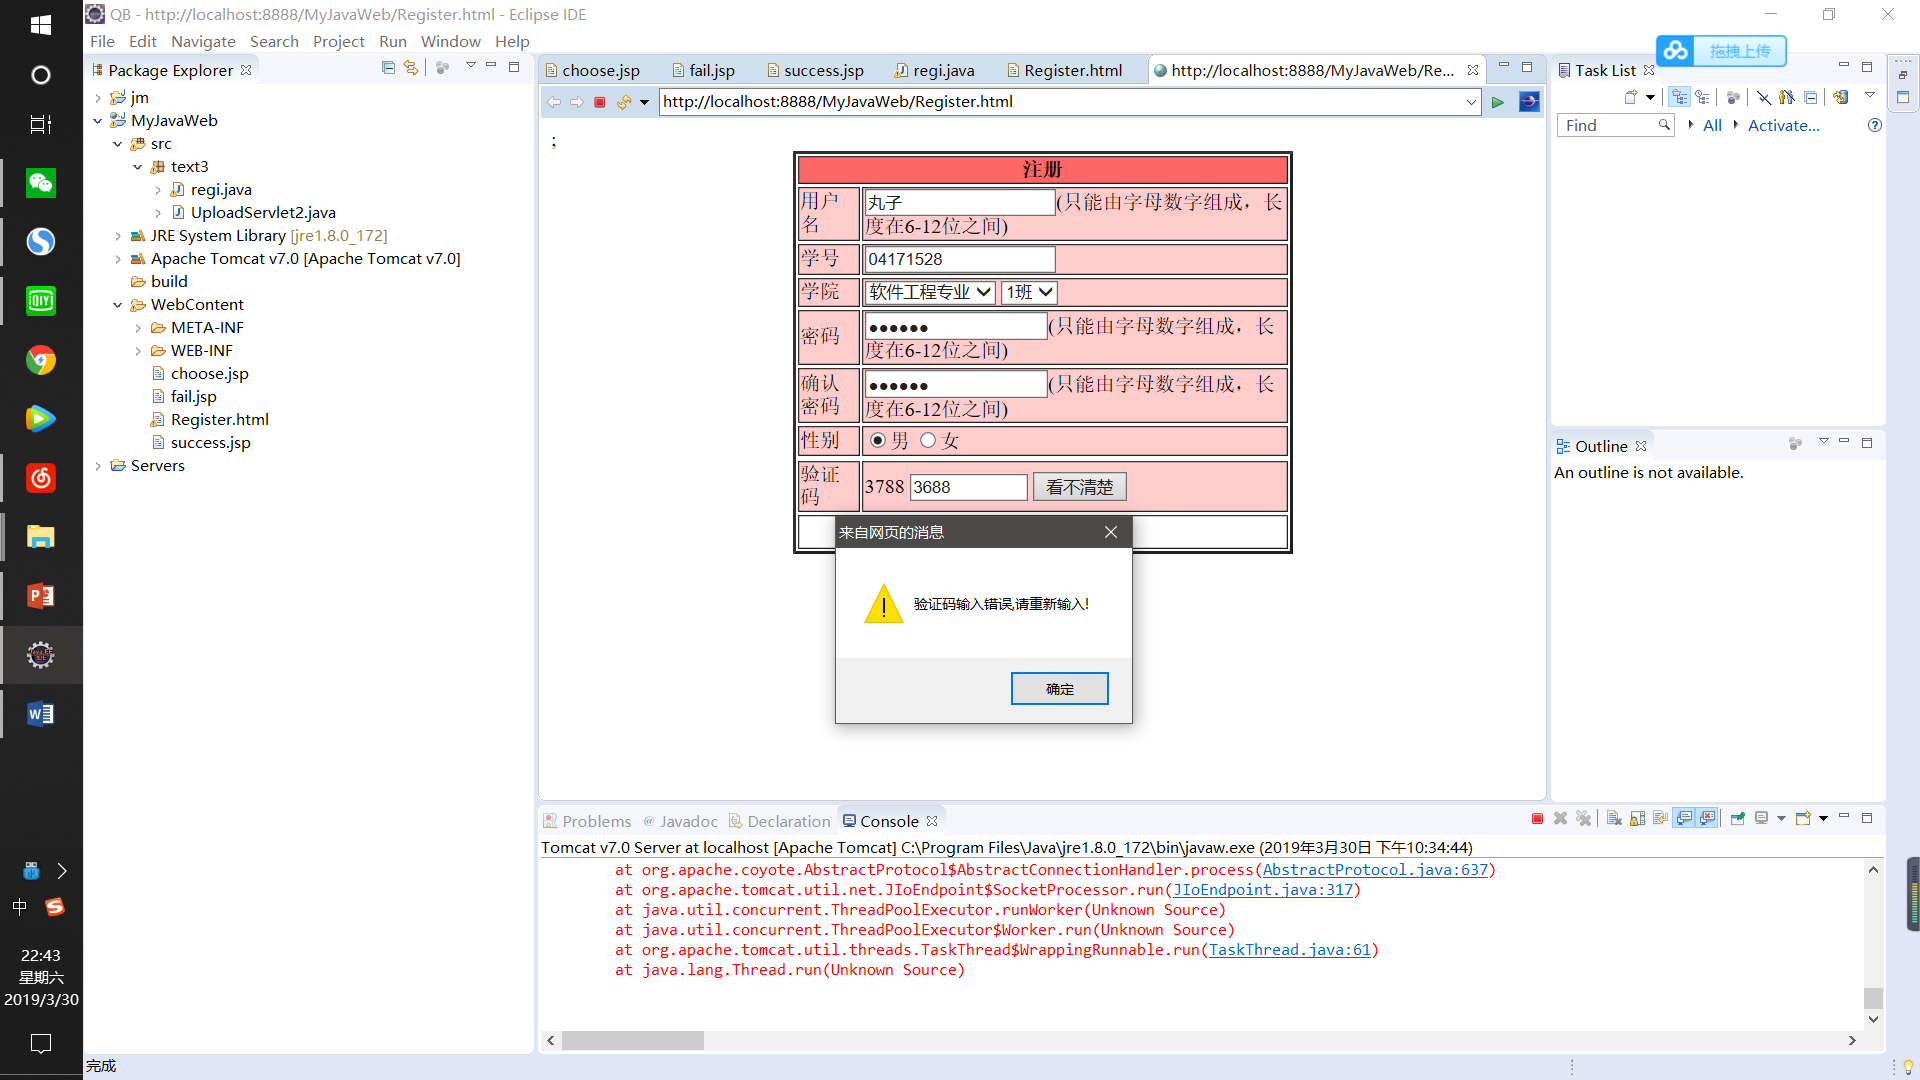 QB - http://localhost:8888/MyJavaWeb/Register.html - Eclipse IDE
File Edit Navigate Search Project Run Window Help
拖拽上传
Package Explorer
jm
MyJavaWeb
src
text3
regi.java
UploadServlet2.java
JRE System Library [jre1.8.0_172]
Apache Tomcat v7.0 [Apache Tomcat v7.0]
build
WebContent
META-INF
WEB-INF
choose.jsp
fail.jsp
Register.html
success.jsp
Servers
choose.jsp fail.jsp success.jsp regi.java Register.html http://localhost:8888/MyJavaWeb/Re...
http://localhost:8888/MyJavaWeb/Register.html
;
注册
用户名 丸子 (只能由字母数字组成，长
度在6-12位之间)
学号 04171528
学院 软件工程专业 1班
密码 ●●●●●● (只能由字母数字组成，长
度在6-12位之间)
确认密码 ●●●●●● (只能由字母数字组成，长
度在6-12位之间)
性别 男 女
验证码 3788 3688 看不清楚
来自网页的消息
验证码输入错误,请重新输入!
确定
Task List
Find All Activate...
Outline
An outline is not available.
Problems @ Javadoc Declaration Console
Tomcat v7.0 Server at localhost [Apache Tomcat] C:\Program Files\Java\jre1.8.0_172\bin\javaw.exe (2019年3月30日 下午10:34:44)
at org.apache.coyote.AbstractProtocol$AbstractConnectionHandler.process(AbstractProtocol.java:637)
at org.apache.tomcat.util.net.JIoEndpoint$SocketProcessor.run(JIoEndpoint.java:317)
at java.util.concurrent.ThreadPoolExecutor.runWorker(Unknown Source)
at java.util.concurrent.ThreadPoolExecutor$Worker.run(Unknown Source)
at org.apache.tomcat.util.threads.TaskThread$WrappingRunnable.run(TaskThread.java:61)
at java.lang.Thread.run(Unknown Source)
完成
QIYI
中
22:43
星期六
2019/3/30